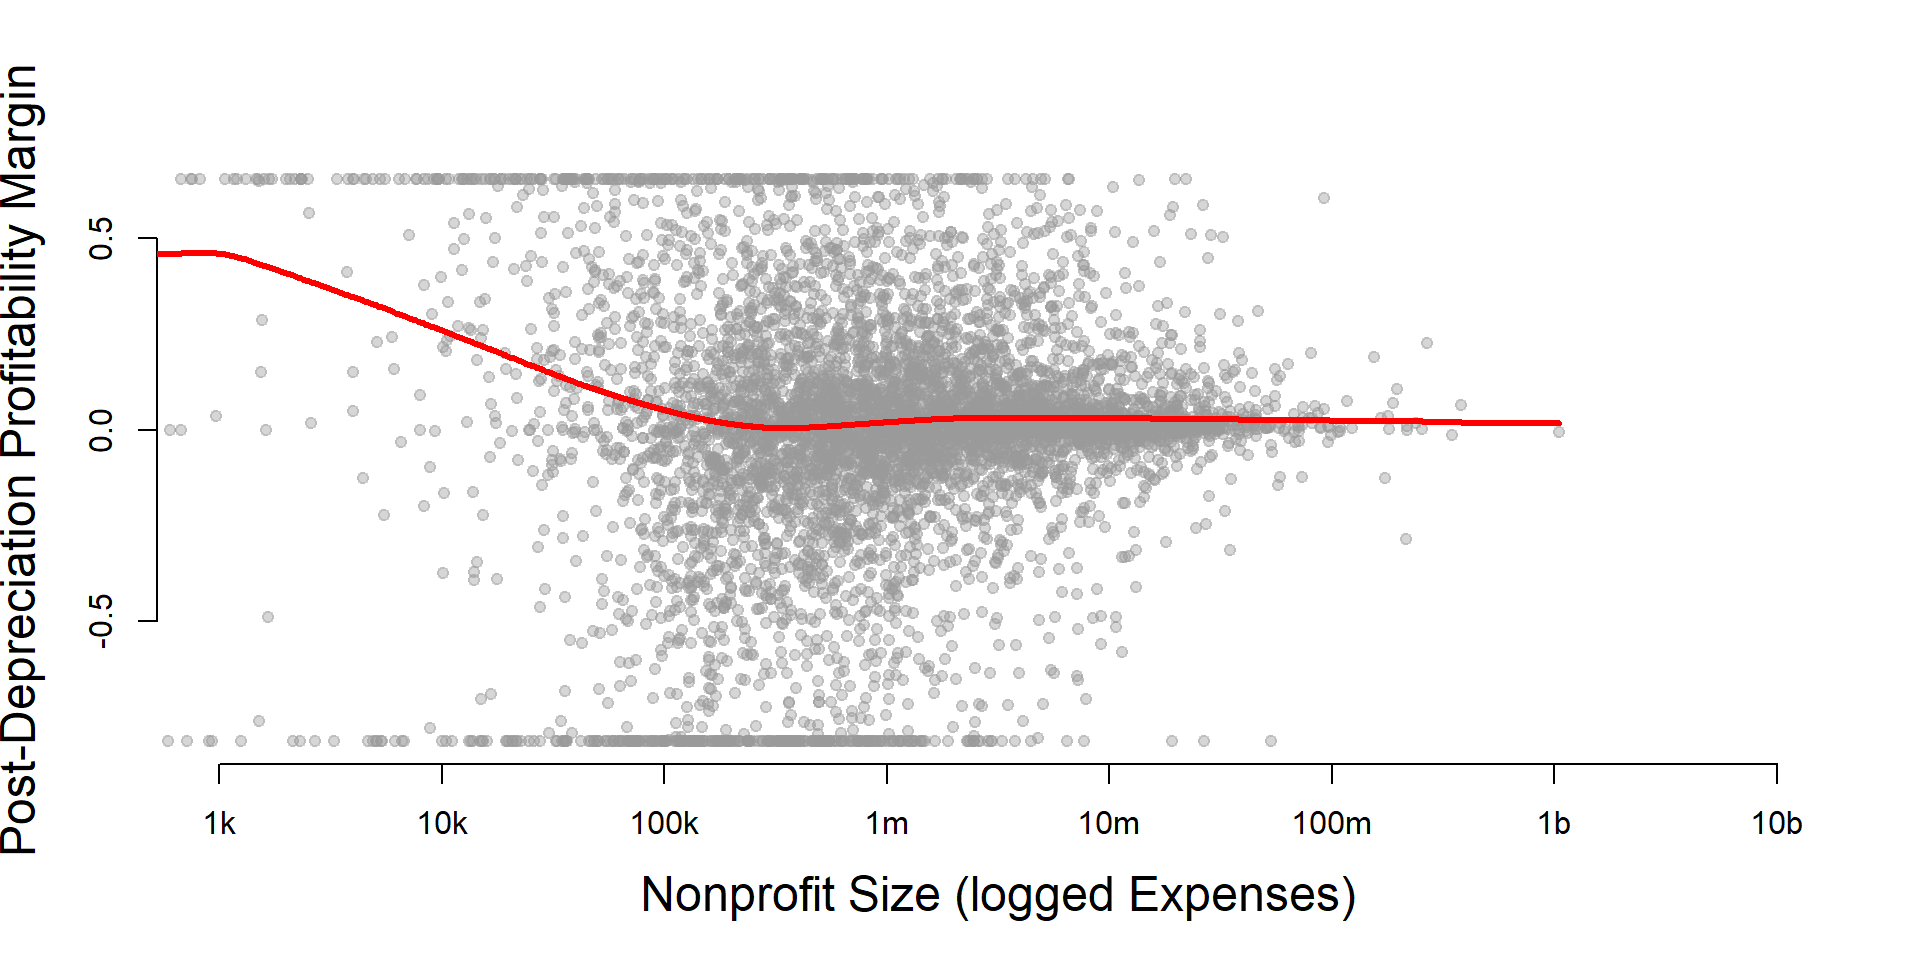 Post-Depreciation Profitability Margin
0.5
0.0
-0.5
1k 10k 100k 1m 10m 100m 1b 10b
Nonprofit Size (logged Expenses)